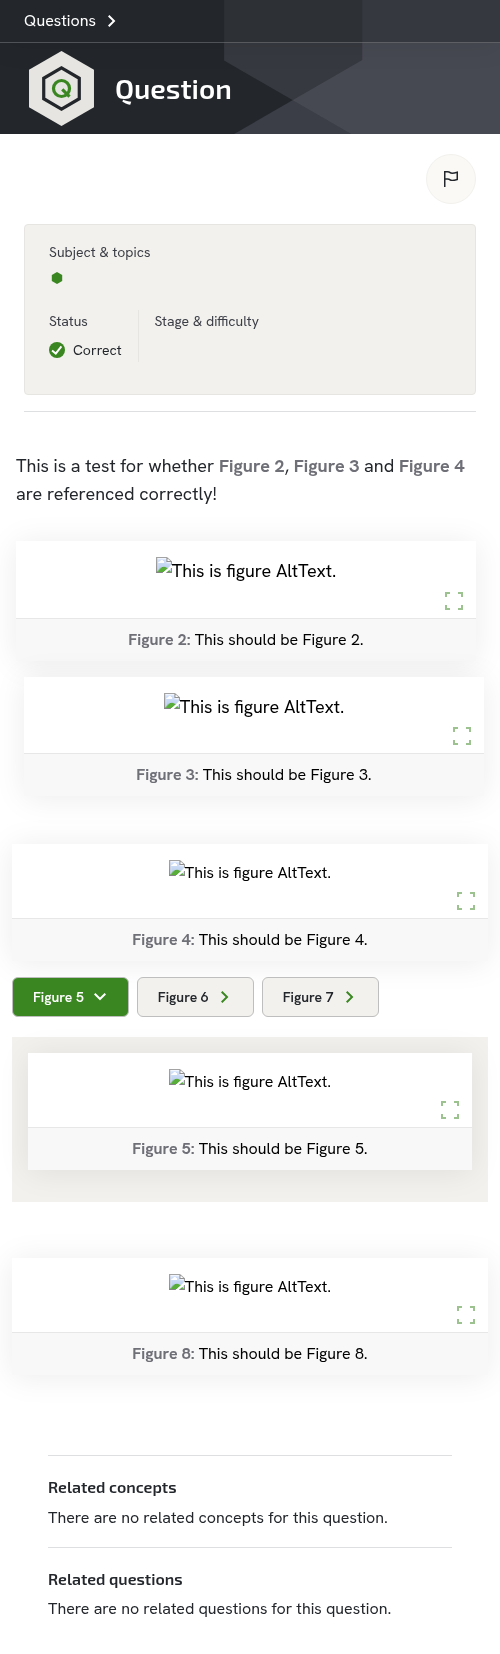 Questions
Question
Subject & topics
Status
Stage & difficulty
Correct
This is a test for whether Figure 2, Figure 3 and Figure 4
are referenced correctly!
This is figure AltText.
Figure 2: This should be Figure 2.
This is figure AltText.
Figure 3: This should be Figure 3.
This is figure AltText.
Figure 4: This should be Figure 4.
Figure 5
Figure 6
Figure 7
This is figure AltText.
Figure 5: This should be Figure 5.
This is figure AltText.
Figure 8: This should be Figure 8.
Related concepts
There are no related concepts for this question.
Related questions
There are no related questions for this question.